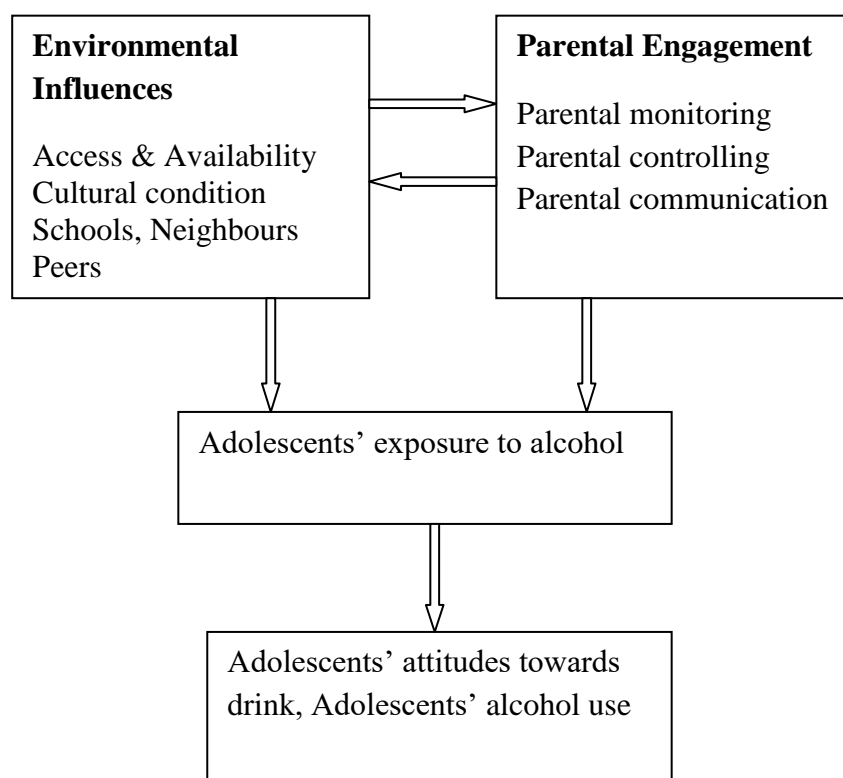 Environmental
Influences
Access & Availability
Cultural condition
Schools, Neighbours
Peers
Parental Engagement
Parental monitoring
Parental controlling
Parental communication
Adolescents’ exposure to alcohol
Adolescents’ attitudes towards
drink, Adolescents’ alcohol use